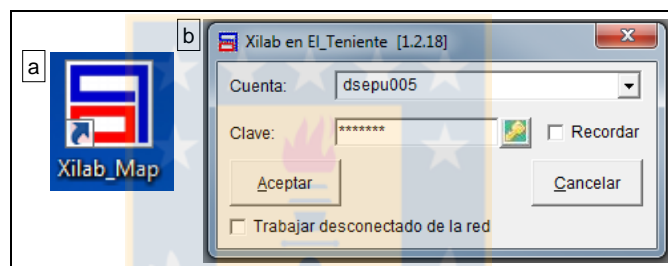 a
Xilab_Map
b
Xilab en El_Teniente [1.2.18]
Cuenta: dsepu005
Clave: ******* Recordar
Aceptar Cancelar
Trabajar desconectado de la red